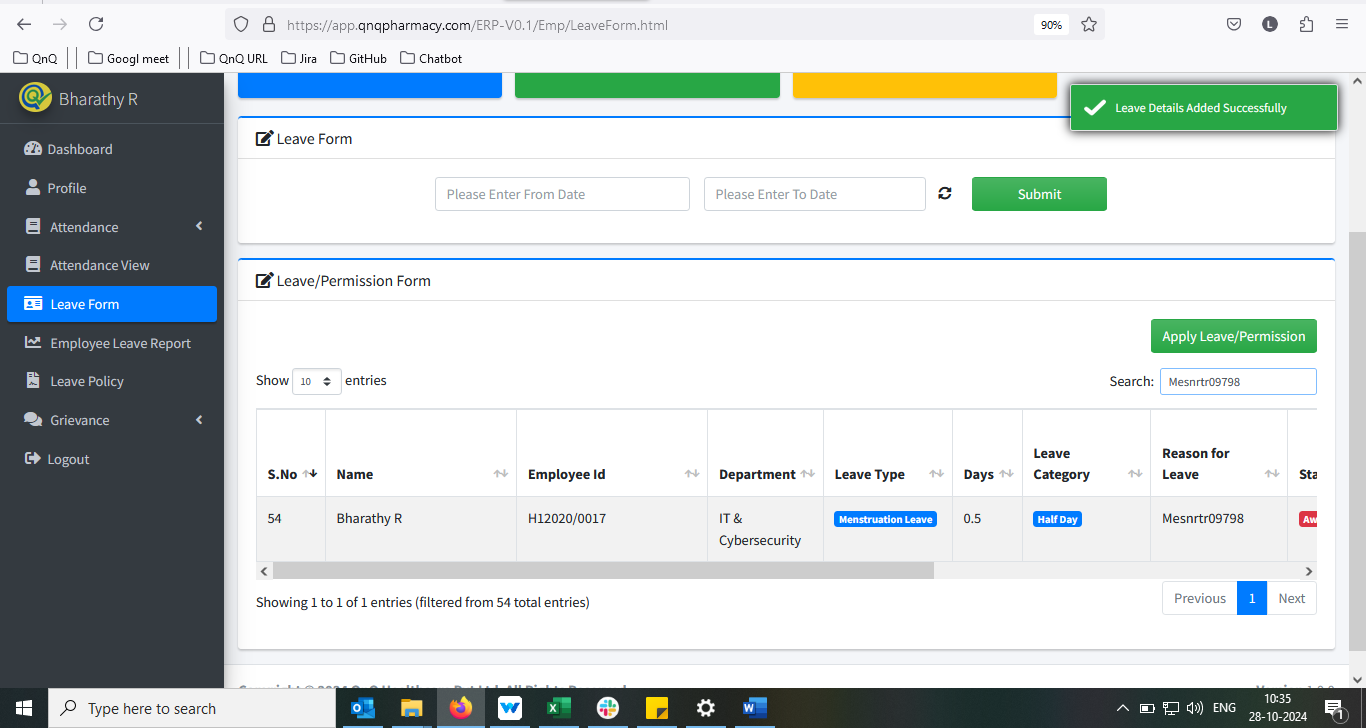 https://app.qnqpharmacy.com/ERP-V0.1/Emp/LeaveForm.html
90%
L
QnQ
Googl meet
QnQ URL
Jira
GitHub
Chatbot
Bharathy R
Dashboard
Profile
Attendance
Attendance View
Leave Form
Employee Leave Report
Leave Policy
Grievance
Logout
Leave Details Added Successfully
Leave Form
Please Enter From Date
Please Enter To Date
Submit
Leave/Permission Form
Apply Leave/Permission
Show 10 entries
Search: Mesnrtr09798
S.No Name Employee Id Department Leave Type Days Leave Category Reason for Leave Sta
54 Bharathy R H12020/0017 IT & Cybersecurity Menstruation Leave 0.5 Half Day Mesnrtr09798 Aw
Showing 1 to 1 of 1 entries (filtered from 54 total entries)
Previous 1 Next
Type here to search
ENG
10:35
28-10-2024
1